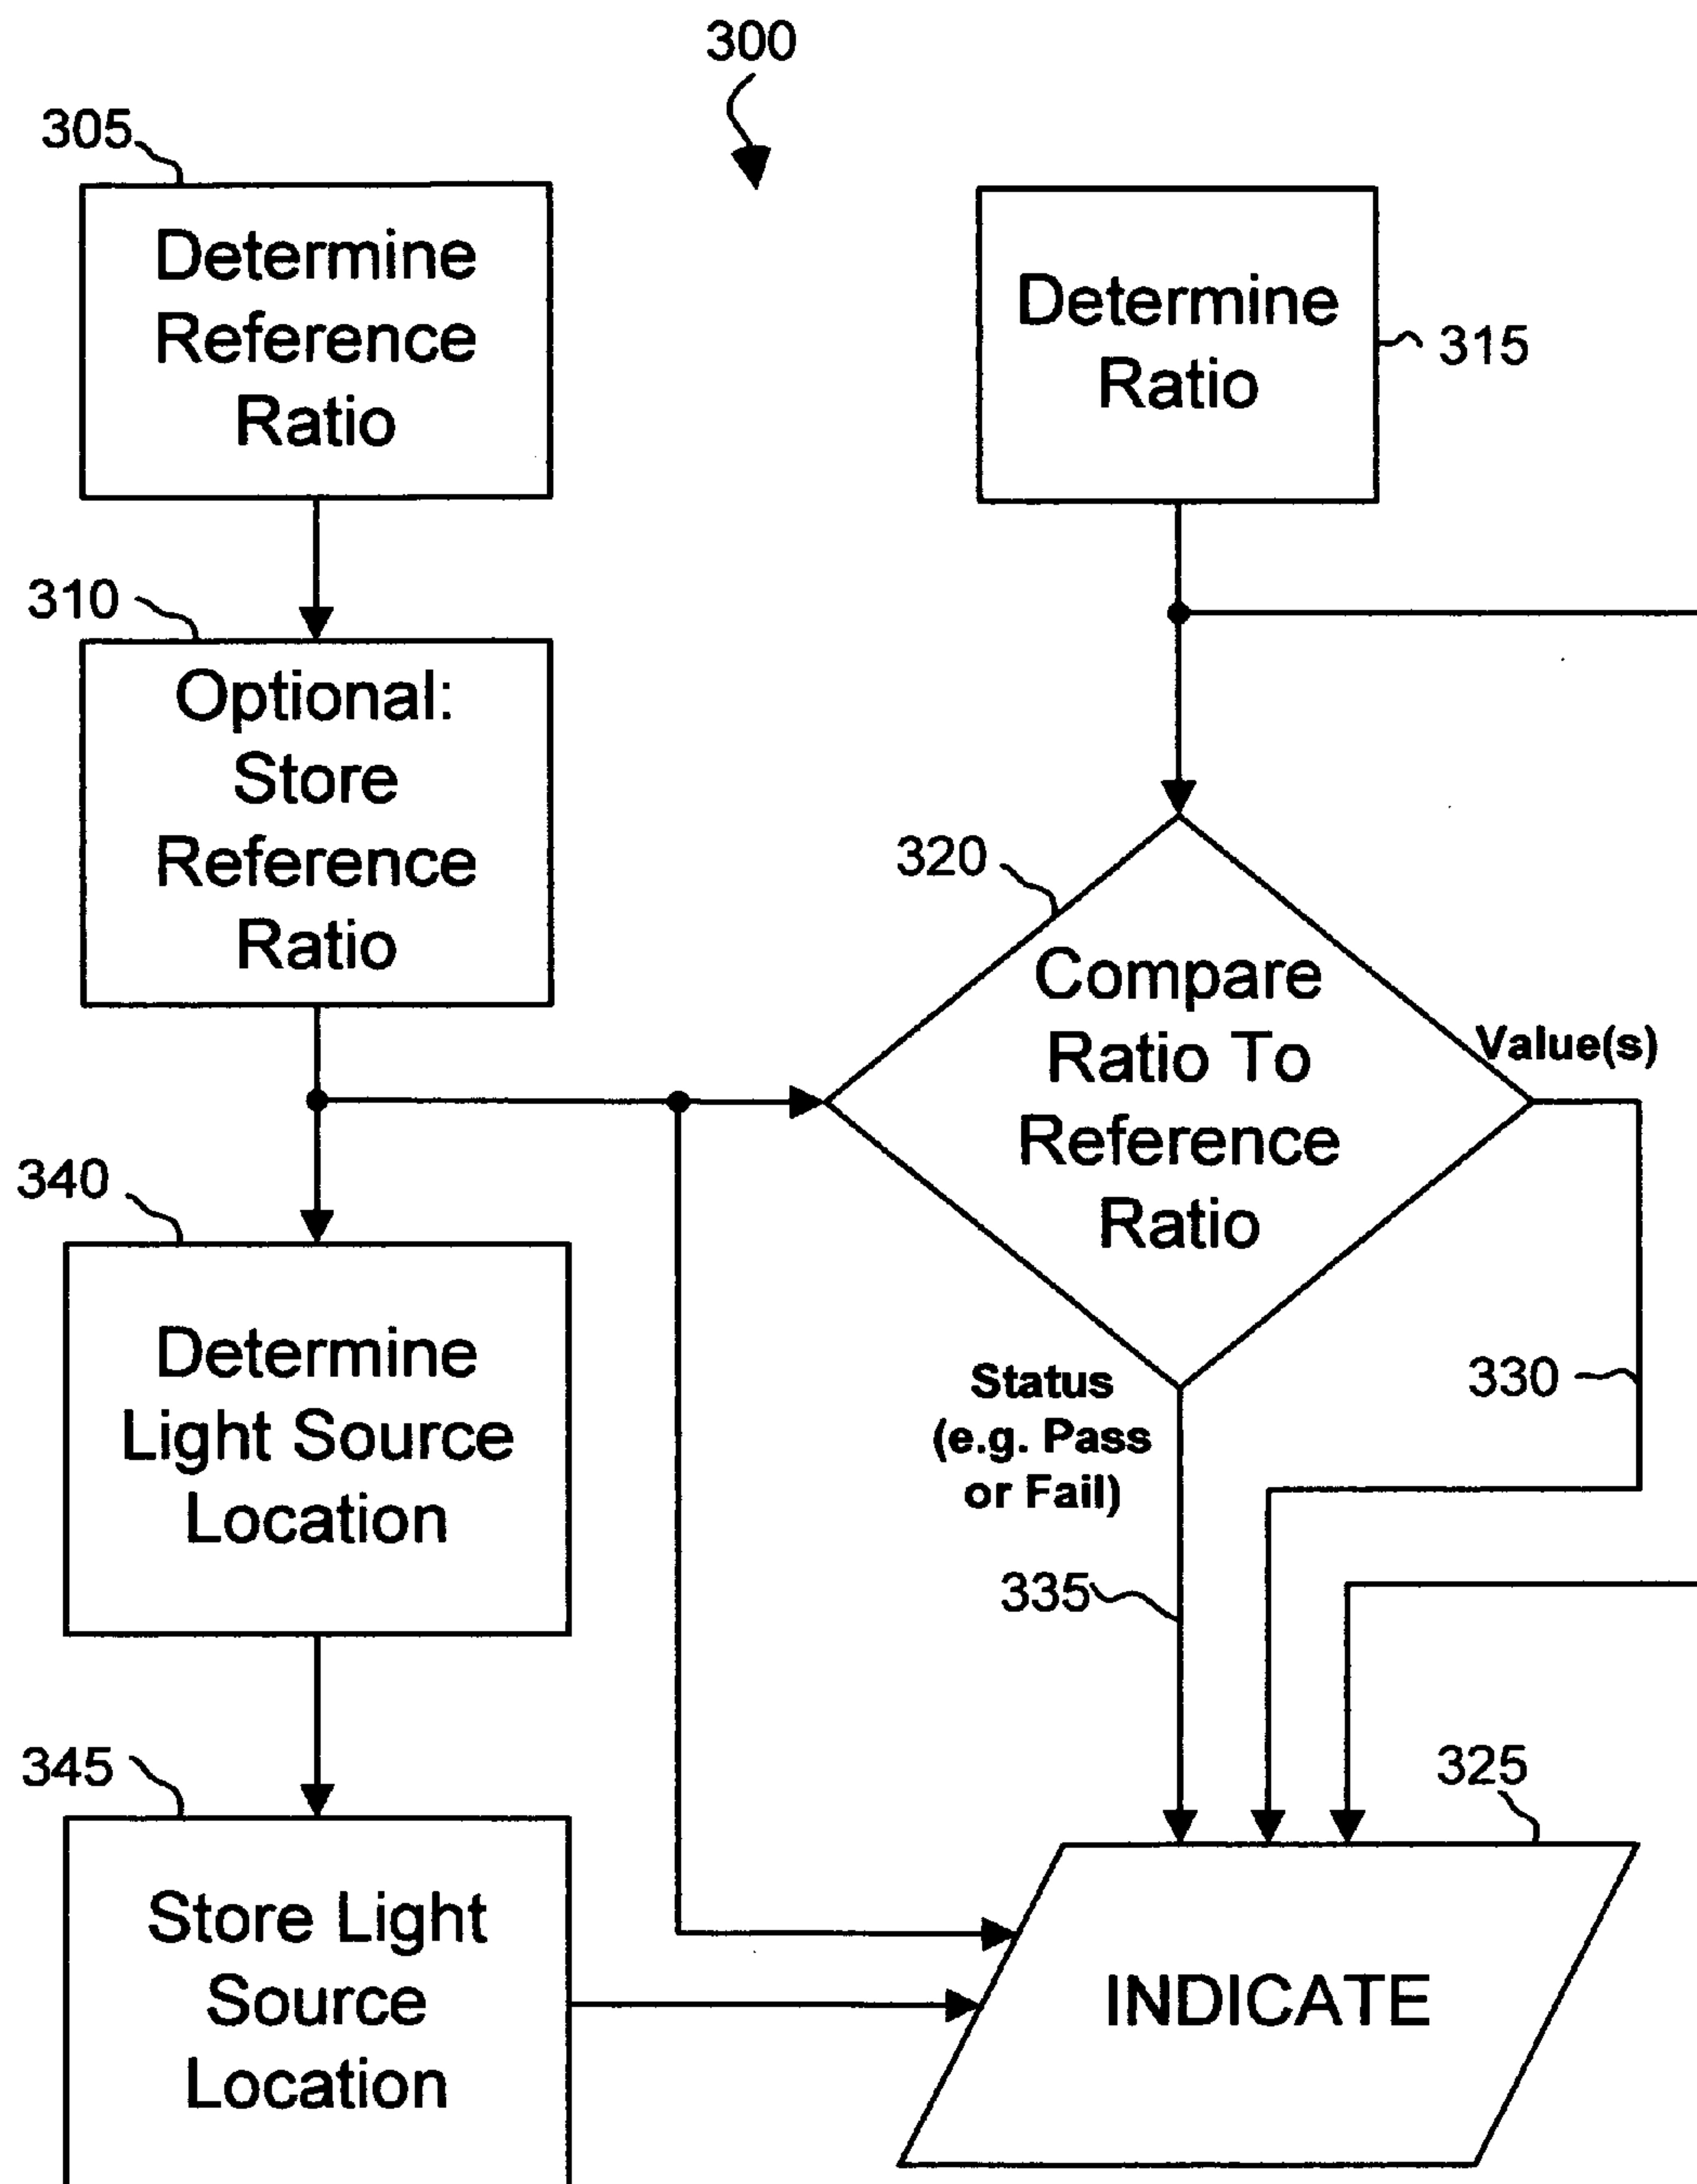 300
305
Determine
Reference
Ratio
Determine
Ratio
315
310
Optional:
Store
Reference
Ratio
320
Compare
Ratio To
Reference
Ratio
Value(s)
340
Determine
Light Source
Location
Status
(e.g. Pass
or Fail)
330
335
345
Store Light
Source
Location
325
INDICATE